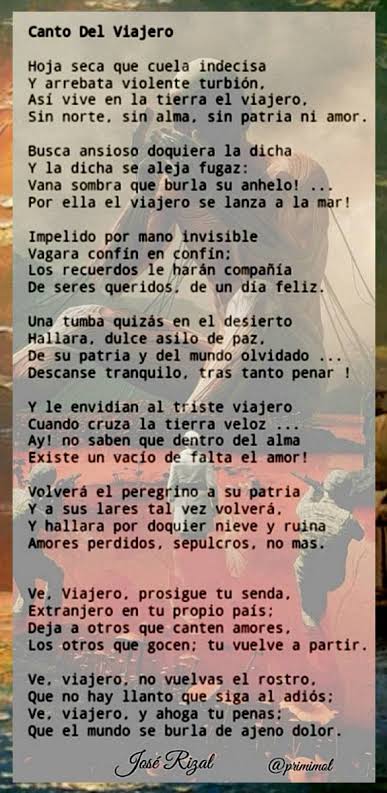 Canto Del Viajero
Hoja seca que cuela indecisa
Y arrebata violente turbión,
Así vive en la tierra el viajero,
Sin norte, sin alma, sin patria ni amor.
Busca ansioso doquiera la dicha
Y la dicha se aleja fugaz:
Vana sombra que burla su anhelo! ...
Por ella el viajero se lanza a la mar!
Impelido por mano invisible
Vagara confín en confín;
Los recuerdos le harán compañía
De seres queridos, de un día feliz.
Una tumba quizás en el desierto
Hallara, dulce asilo de paz,
De su patria y del mundo olvidado ...
Descanse tranquilo, tras tanto penar !
Y le envidian al triste viajero
Cuando cruza la tierra veloz ...
Ay! no saben que dentro del alma
Existe un vacío de falta el amor!
Volverá el peregrino a su patria
Y a sus lares tal vez volverá,
Y hallara por doquier nieve y ruina
Amores perdidos, sepulcros, no mas.
Ve, Viajero, prosigue tu senda,
Extranjero en tu propio país;
Deja a otros que canten amores,
Los otros que gocen; tu vuelve a partir.
Ve, viajero, no vuelvas el rostro,
Que no hay llanto que siga al adiós;
Ve, viajero, y ahoga tu penas;
Que el mundo se burla de ajeno dolor.
José Rizal @primimol